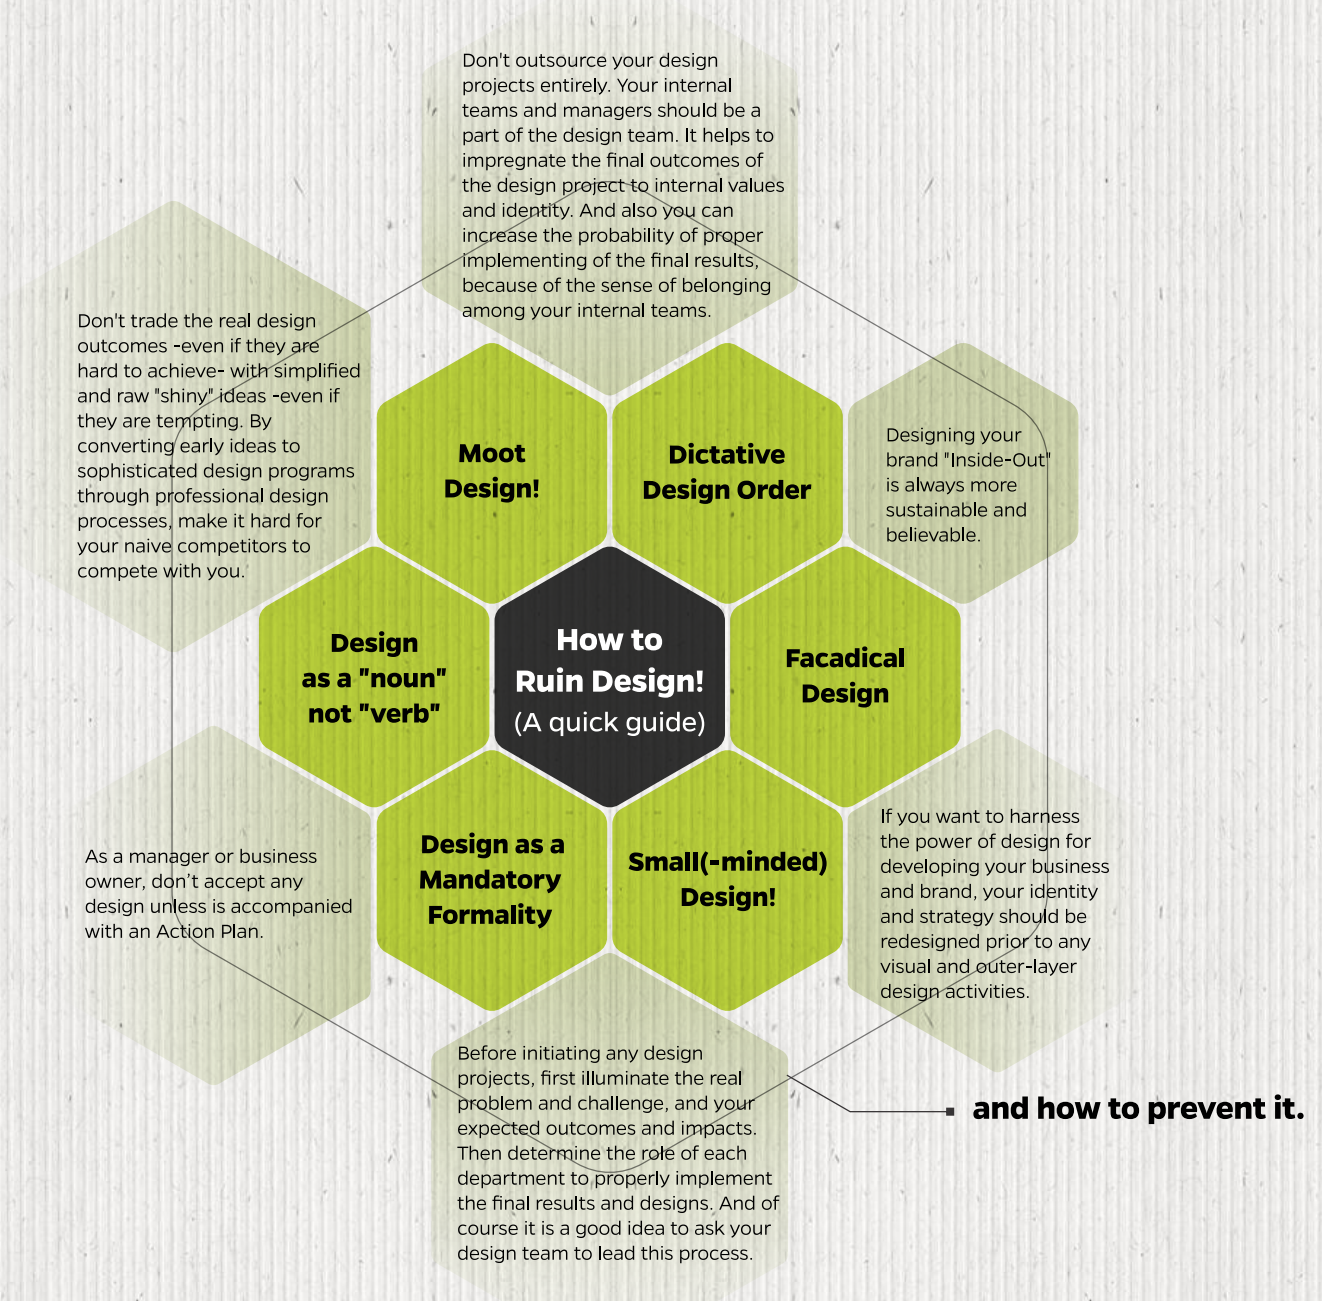 Don't outsource your design
projects entirely. Your internal
teams and managers should be a
part of the design team. It helps to
impregnate the final outcomes of
the design project to internal values
and identity. And also you can
increase the probability of proper
implementing of the final results,
because of the sense of belonging
among your internal teams.
Don't trade the real design
outcomes -even if they are
hard to achieve- with simplified
and raw "shiny" ideas -even if
they are tempting. By
converting early ideas to
sophisticated design programs
through professional design
processes, make it hard for
your naive competitors to
compete with you.
Moot
Design!
Dictative
Design Order
Designing your
brand "Inside-Out"
is always more
sustainable and
believable.
Design
as a "noun"
not "verb"
How to
Ruin Design!
(A quick guide)
Facadical
Design
As a manager or business
owner, don't accept any
design unless is accompanied
with an Action Plan.
Design as a
Mandatory
Formality
Small(-minded)
Design!
If you want to harness
the power of design for
developing your business
and brand, your identity
and strategy should be
redesigned prior to any
visual and outer-layer
design activities.
Before initiating any design
projects, first illuminate the real
problem and challenge, and your
expected outcomes and impacts.
Then determine the role of each
department to properly implement
the final results and designs. And of
course it is a good idea to ask your
design team to lead this process.
and how to prevent it.